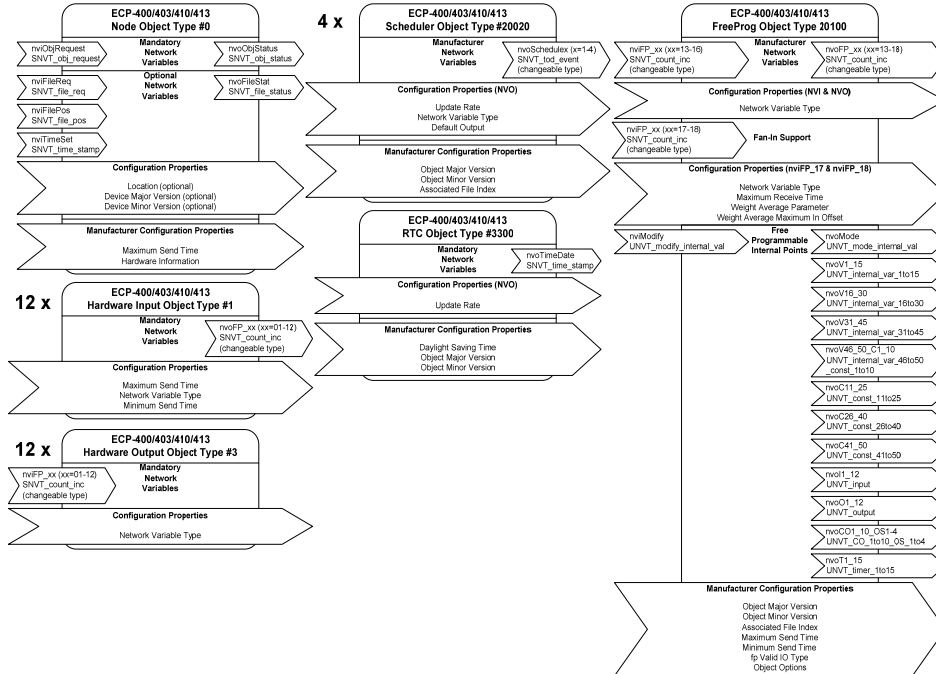 ECP-400/403/410/413
Node Object Type #0
Mandatory
Network
Variables
nviObjRequest
SNVT_obj_request
nvoObjStatus
SNVT_obj_status
Optional
Network
Variables
nviFileReq
SNVT_file_req
nvoFileStat
SNVT_file_status
nviFilePos
SNVT_file_pos
nviTimeSet
SNVT_time_stamp
Configuration Properties
Location (optional)
Device Major Version (optional)
Device Minor Version (optional)
Manufacturer Configuration Properties
Maximum Send Time
Hardware Information
12 x
ECP-400/403/410/413
Hardware Input Object Type #1
Mandatory
Network
Variables
nvoFP_xx (xx=01-12)
SNVT_count_inc
(changeable type)
Configuration Properties
Maximum Send Time
Network Variable Type
Minimum Send Time
12 x
ECP-400/403/410/413
Hardware Output Object Type #3
Mandatory
Network
Variables
nviFP_xx (xx=01-12)
SNVT_count_inc
(changeable type)
Configuration Properties
Network Variable Type
4 x
ECP-400/403/410/413
Scheduler Object Type #20020
Manufacturer
Network
Variables
nvoSchedulex (x=1-4)
SNVT_tod_event
(changeable type)
Configuration Properties (NVO)
Update Rate
Network Variable Type
Default Output
Manufacturer Configuration Properties
Object Major Version
Object Minor Version
Associated File Index
ECP-400/403/410/413
RTC Object Type #3300
Mandatory
Network
Variables
nvoTimeDate
SNVT_time_stamp
Configuration Properties (NVO)
Update Rate
Manufacturer Configuration Properties
Daylight Saving Time
Object Major Version
Object Minor Version
ECP-400/403/410/413
FreeProg Object Type 20100
nviFP_xx (xx=13-16)
SNVT_count_inc
(changeable type)
Manufacturer
Network
Variables
nvoFP_xx (xx=13-18)
SNVT_count_inc
(changeable type)
Configuration Properties (NVI & NVO)
Network Variable Type
nviFP_xx (xx=17-18)
SNVT_count_inc
(changeable type)
Fan-In Support
Configuration Properties (nviFP_17 & nviFP_18)
Network Variable Type
Maximum Receive Time
Weight Average Parameter
Weight Average Maximum In Offset
nviModify
UNVT_modify_internal_val
Free
Programmable
Internal Points
nvoMode
UNVT_mode_internal_val
nvoV1_15
UNVT_internal_var_1to15
nvoV16_30
UNVT_internal_var_16to30
nvoV31_45
UNVT_internal_var_31to45
nvoV46_50_C1_10
UNVT_internal_var_46to50
_const_1to10
nvoC11_25
UNVT_const_11to25
nvoC26_40
UNVT_const_26to40
nvoC41_50
UNVT_const_41to50
nvoI1_12
UNVT_input
nvoO1_12
UNVT_output
nvoCO1_10_OS1-4
UNVT_CO_1to10_OS_1to4
nvoT1_15
UNVT_timer_1to15
Manufacturer Configuration Properties
Object Major Version
Object Minor Version
Associated File Index
Maximum Send Time
Minimum Send Time
fp Valid IO Type
Object Options